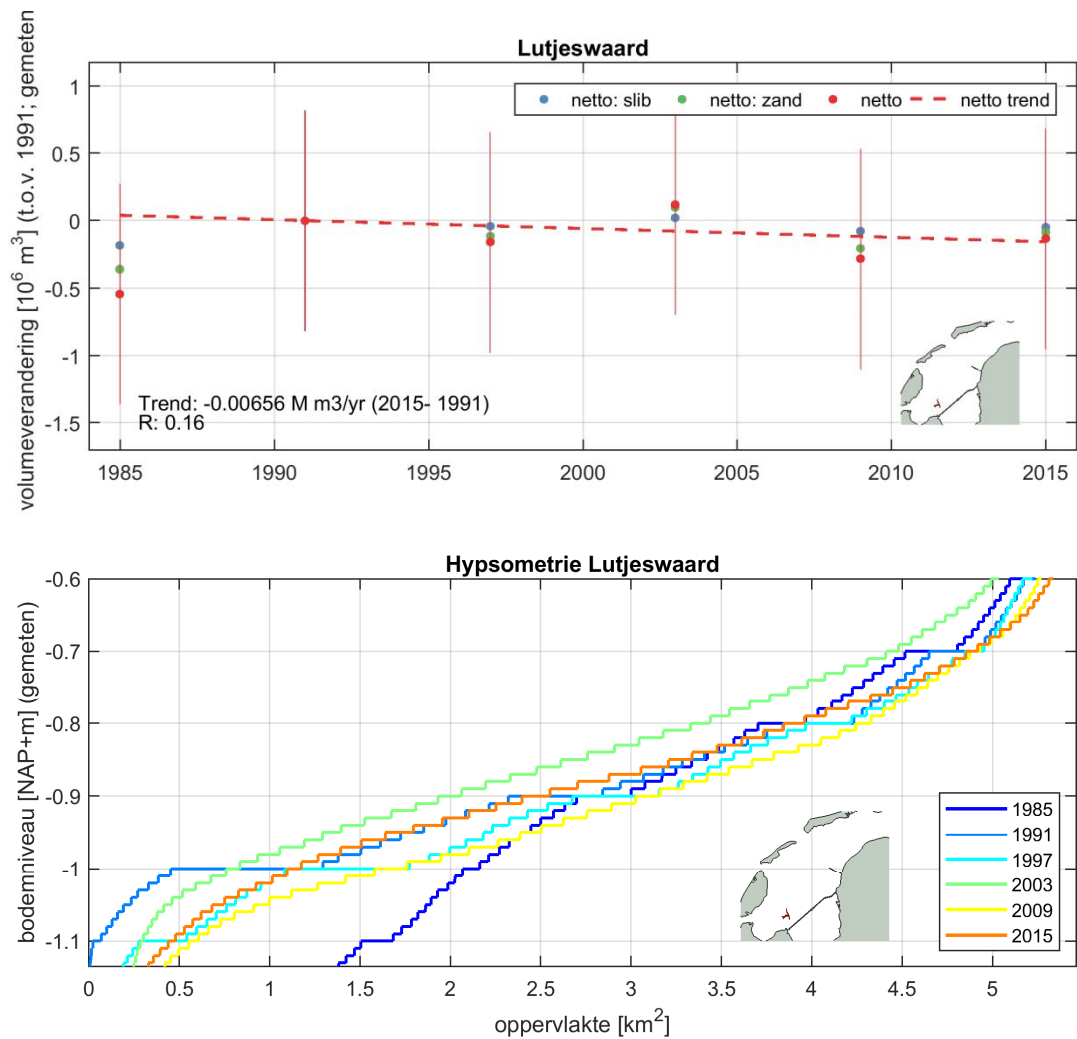 Lutjeswaard
volumeverandering [10⁶ m³] (t.o.v. 1991; gemeten
netto: slib netto: zand netto netto trend
1
0.5
0
-0.5
-1
-1.5
Trend: -0.00656 M m3/yr (2015- 1991)
R: 0.16
1985 1990 1995 2000 2005 2010 2015
Hypsometrie Lutjeswaard
bodemniveau [NAP+m] (gemeten)
-0.6
-0.7
-0.8
-0.9
-1
-1.1
1985
1991
1997
2003
2009
2015
0 0.5 1 1.5 2 2.5 3 3.5 4 4.5 5
oppervlakte [km²]